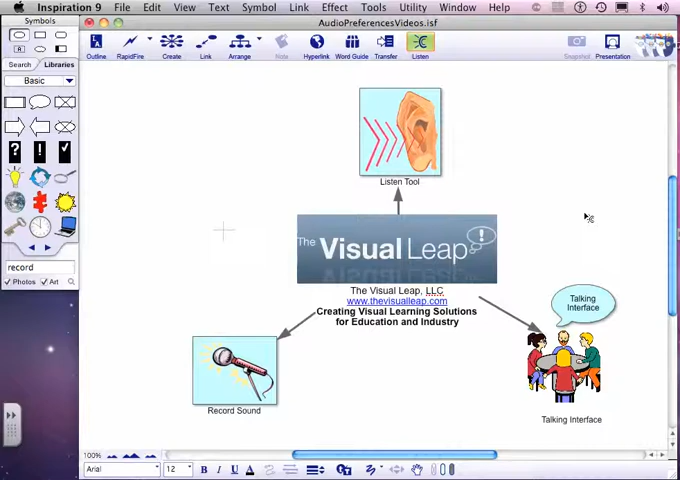 Inspiration 9 File Edit View Symbol Link Effect Tools Format Utility Window Help
Symbols
AudioPreferencesVideos.isf
A
Outline RapidFire Create Link Arrange Note Hyperlink Word Guide Transfer Listen Snapshot Presentation
Search Libraries
Basic
? !
Listen Tool
The Visual Leap !
record
Photos Art
The Visual Leap, LLC
www.thevisualleap.com
Creating Visual Learning Solutions
for Education and Industry
Talking
Interface
Record Sound
Talking Interface
100%
Arial 12 B I U A